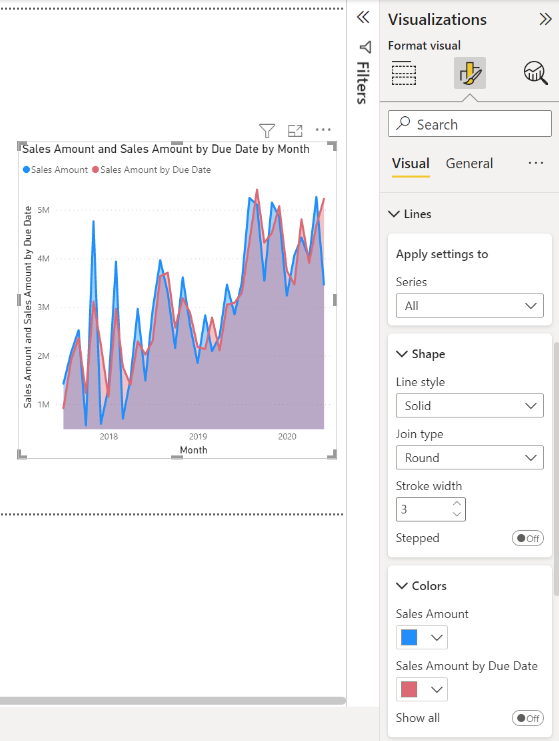 Sales Amount and Sales Amount by Due Date by Month
Sales Amount
Sales Amount by Due Date
Sales Amount and Sales Amount by Due Date
5M
4M
3M
2M
1M
2018
2019
2020
Month
Filters
Visualizations
Format visual
Search
Visual
General
Lines
Apply settings to
Series
All
Shape
Line style
Solid
Join type
Round
Stroke width
3
Stepped
Off
Colors
Sales Amount
Sales Amount by Due Date
Show all
Off